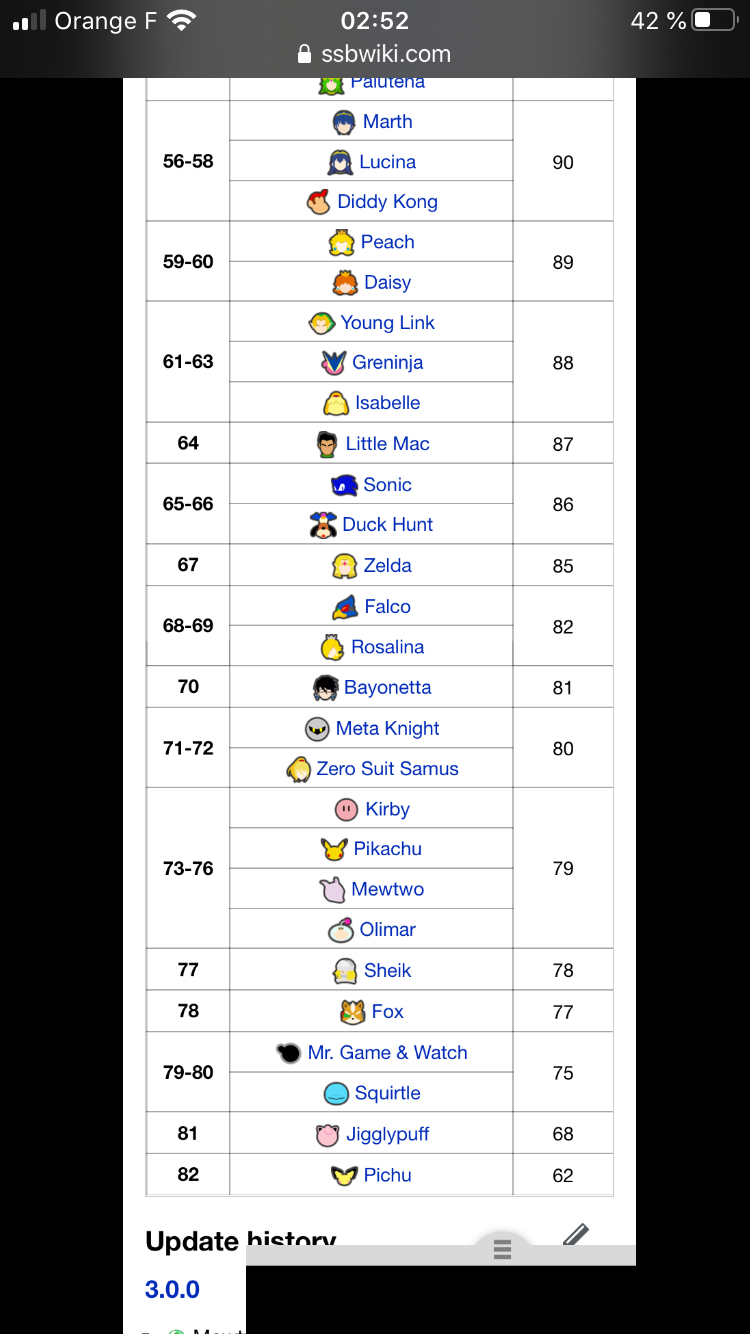 Orange F 02:52 42 %
ssbwiki.com
Palutena
56-58 Marth 90
Lucina
Diddy Kong
59-60 Peach 89
Daisy
61-63 Young Link 88
Greninja
Isabelle
64 Little Mac 87
65-66 Sonic 86
Duck Hunt
67 Zelda 85
68-69 Falco 82
Rosalina
70 Bayonetta 81
71-72 Meta Knight 80
Zero Suit Samus
73-76 Kirby 79
Pikachu
Mewtwo
Olimar
77 Sheik 78
78 Fox 77
79-80 Mr. Game & Watch 75
Squirtle
81 Jigglypuff 68
82 Pichu 62
Update history
3.0.0